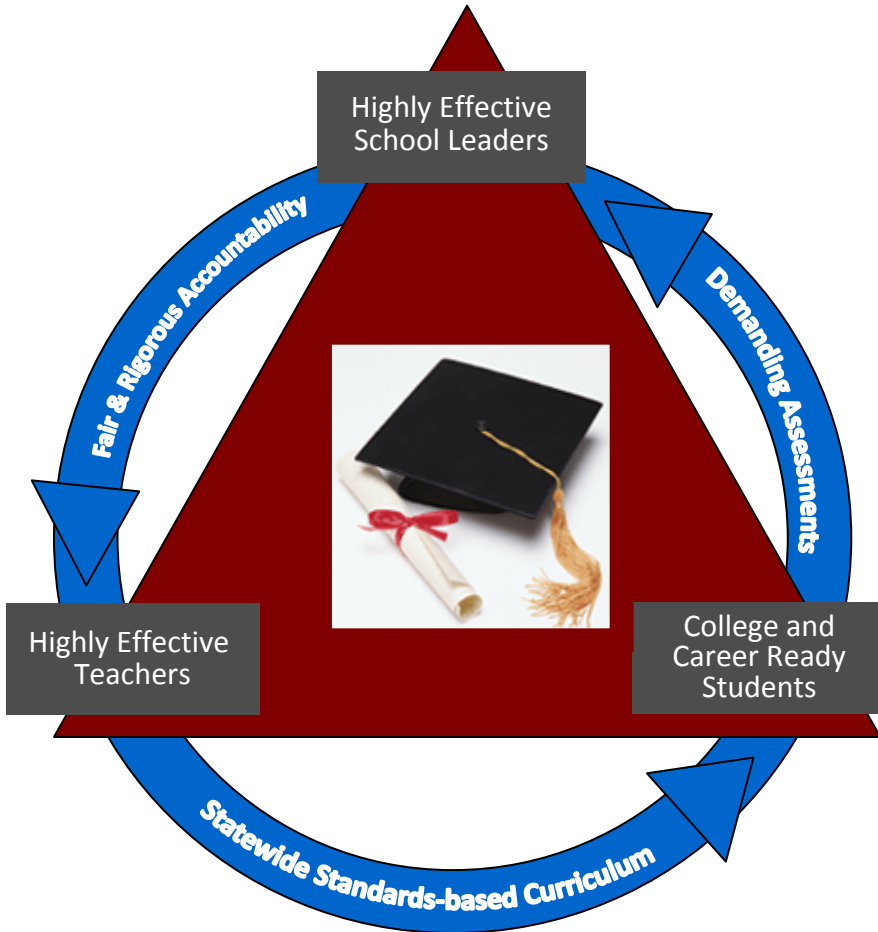 Highly Effective
School Leaders
Fair & Rigorous Accountability
Demanding Assessments
Highly Effective
Teachers
College and
Career Ready
Students
Statewide Standards-based Curriculum